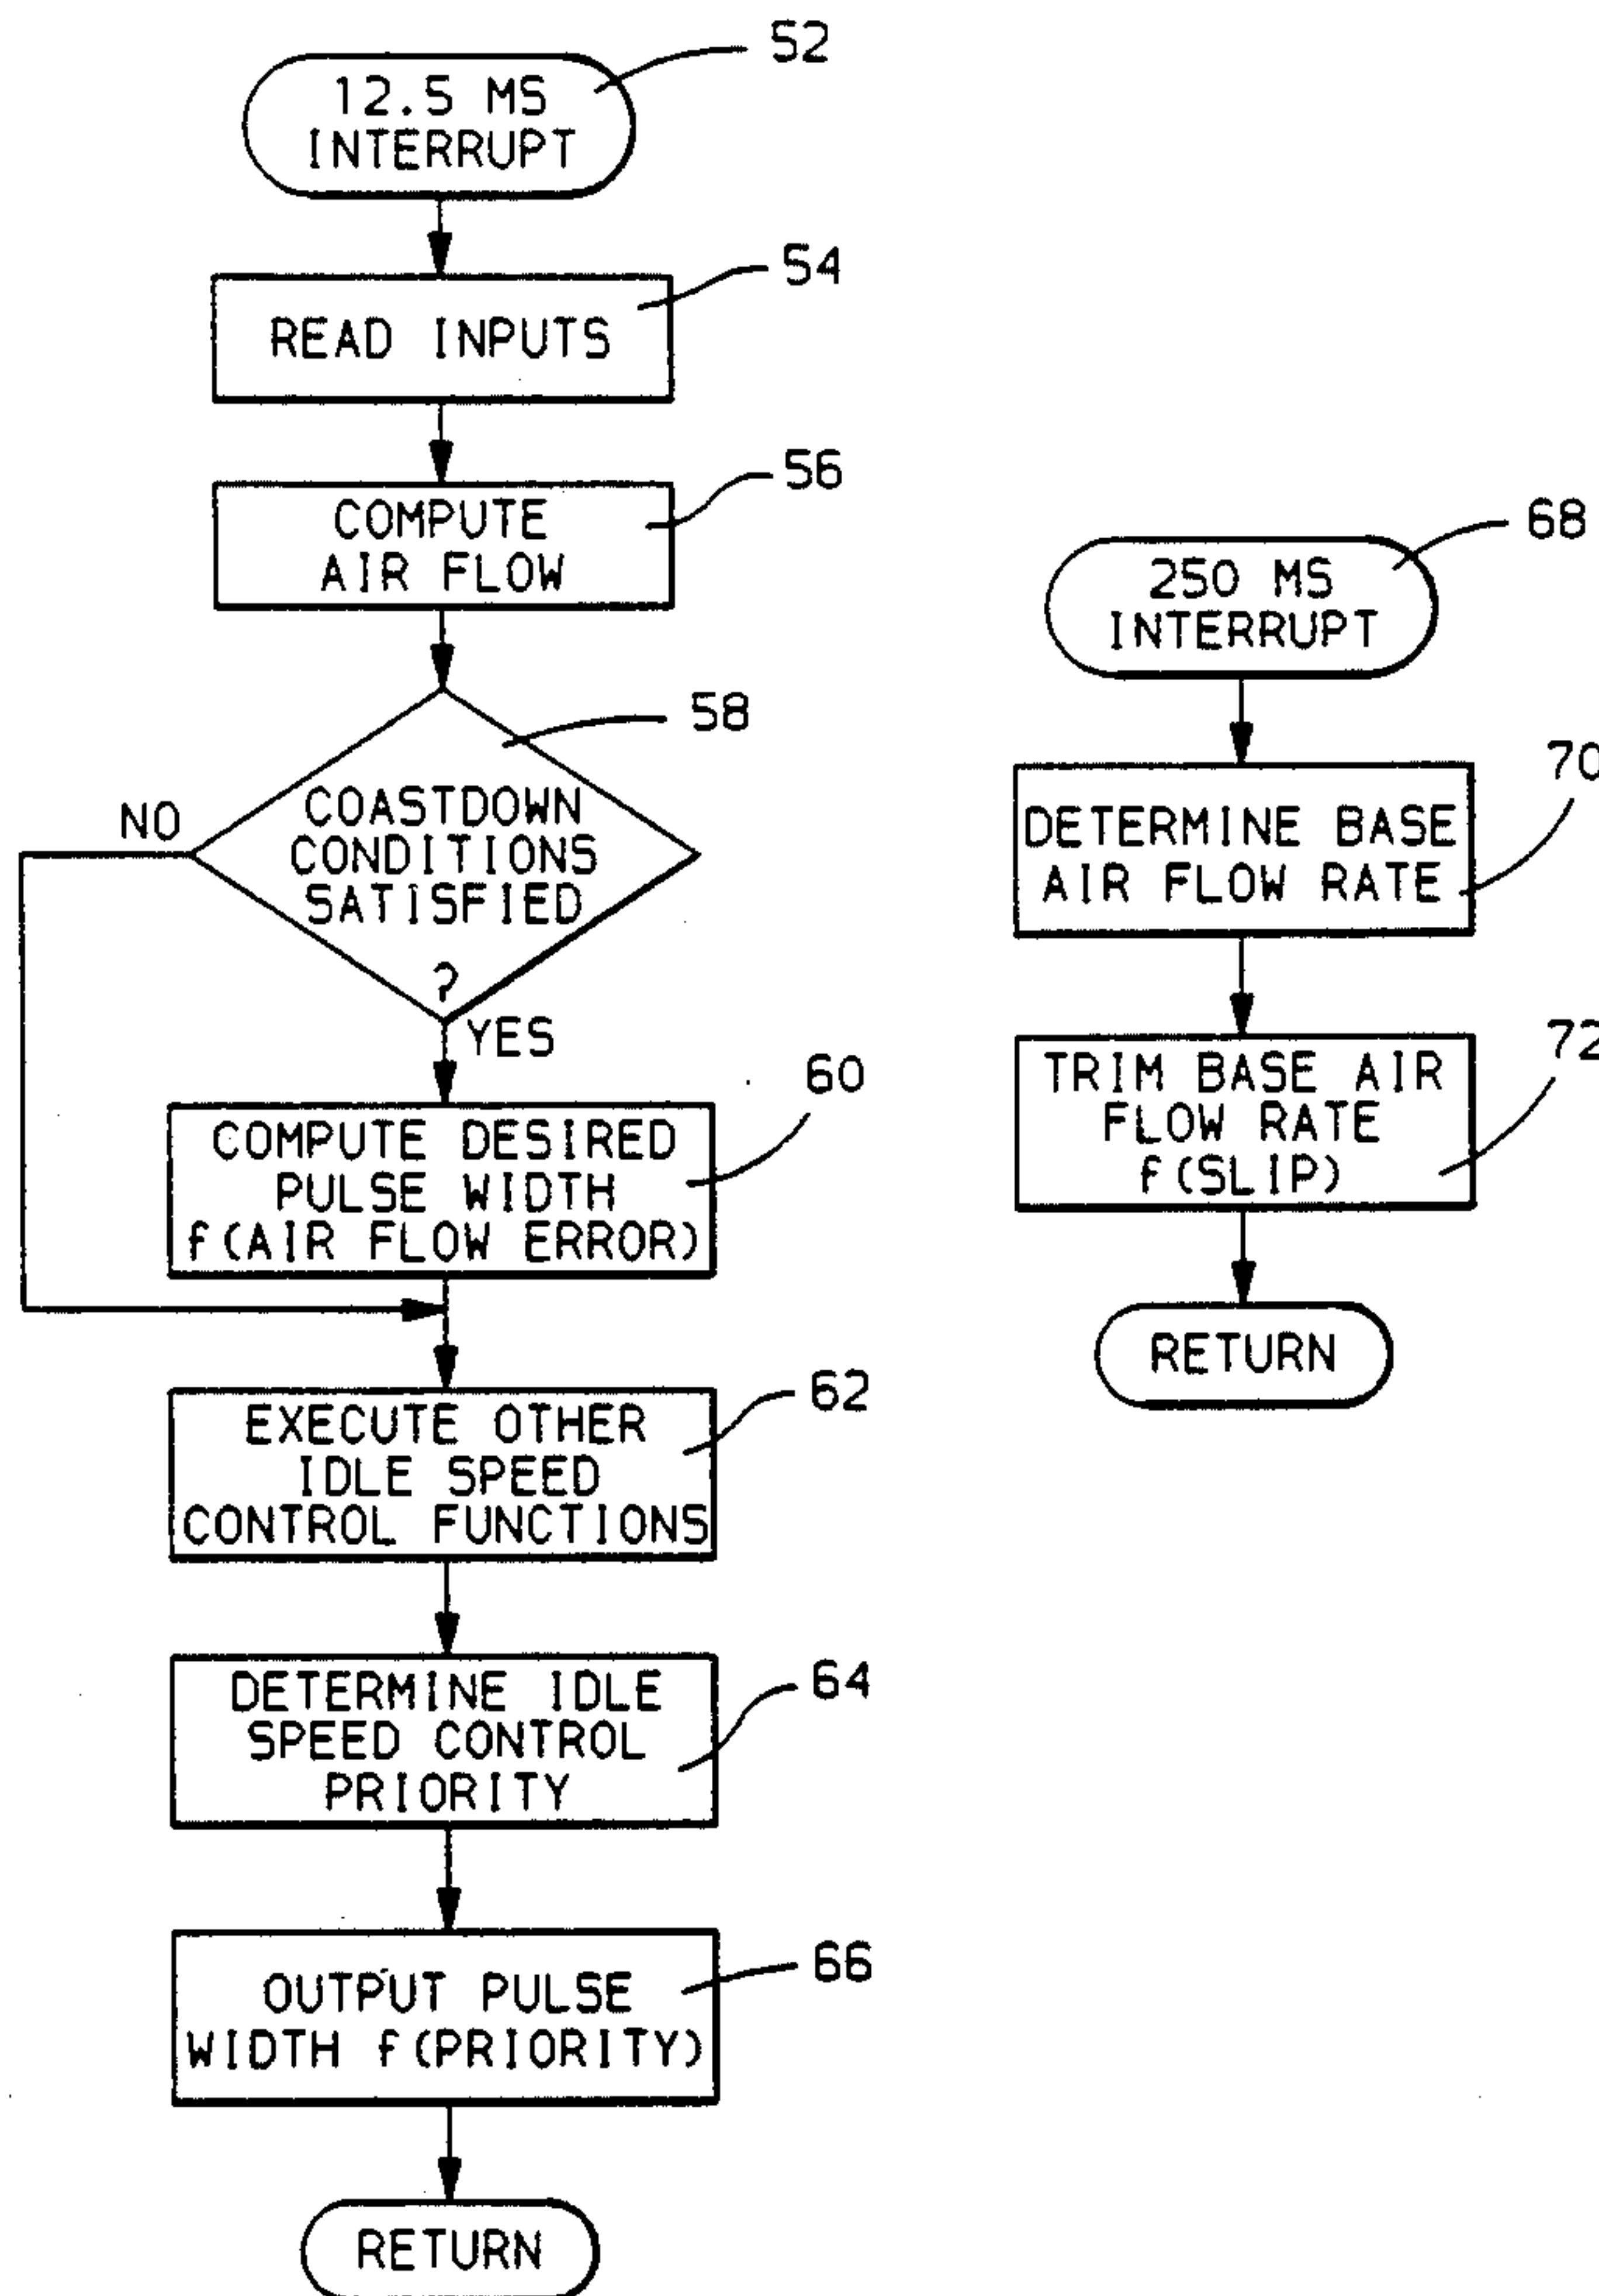 52
12.5 MS
INTERRUPT
54
READ INPUTS
56
COMPUTE
AIR FLOW
58
NO
COASTDOWN
CONDITIONS
SATISFIED
?
YES
60
COMPUTE DESIRED
PULSE WIDTH
f(AIR FLOW ERROR)
62
EXECUTE OTHER
IDLE SPEED
CONTROL FUNCTIONS
64
DETERMINE IDLE
SPEED CONTROL
PRIORITY
66
OUTPUT PULSE
WIDTH f(PRIORITY)
RETURN
68
250 MS
INTERRUPT
70
DETERMINE BASE
AIR FLOW RATE
72
TRIM BASE AIR
FLOW RATE
f(SLIP)
RETURN